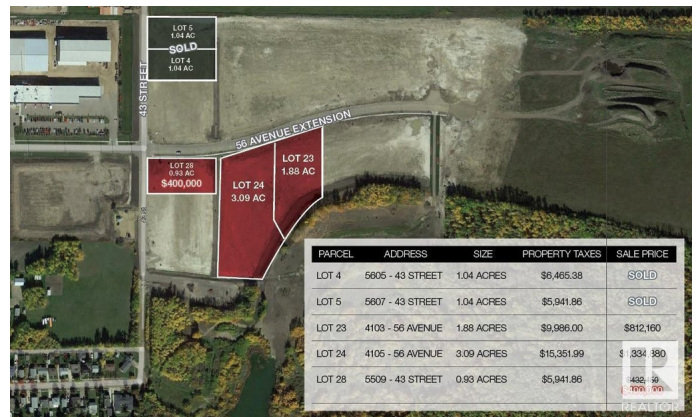 LOT 5
1.04 AC
SOLD
LOT 4
1.04 AC
43 STREET
56 AVENUE EXTENSION
LOT 28
0.93 AC
$400,000
LOT 24
3.09 AC
LOT 23
1.88 AC
PARCEL ADDRESS SIZE PROPERTY TAXES SALE PRICE
LOT 4 5605 - 43 STREET 1.04 ACRES $6,465.38 SOLD
LOT 5 5607 - 43 STREET 1.04 ACRES $5,941.86 SOLD
LOT 23 4103 - 56 AVENUE 1.88 ACRES $9,986.00 $812,160
LOT 24 4105 - 56 AVENUE 3.09 ACRES $15,351.99 $1,334,880
LOT 28 5509 - 43 STREET 0.93 ACRES $5,941.86
$400,000
REALTOR